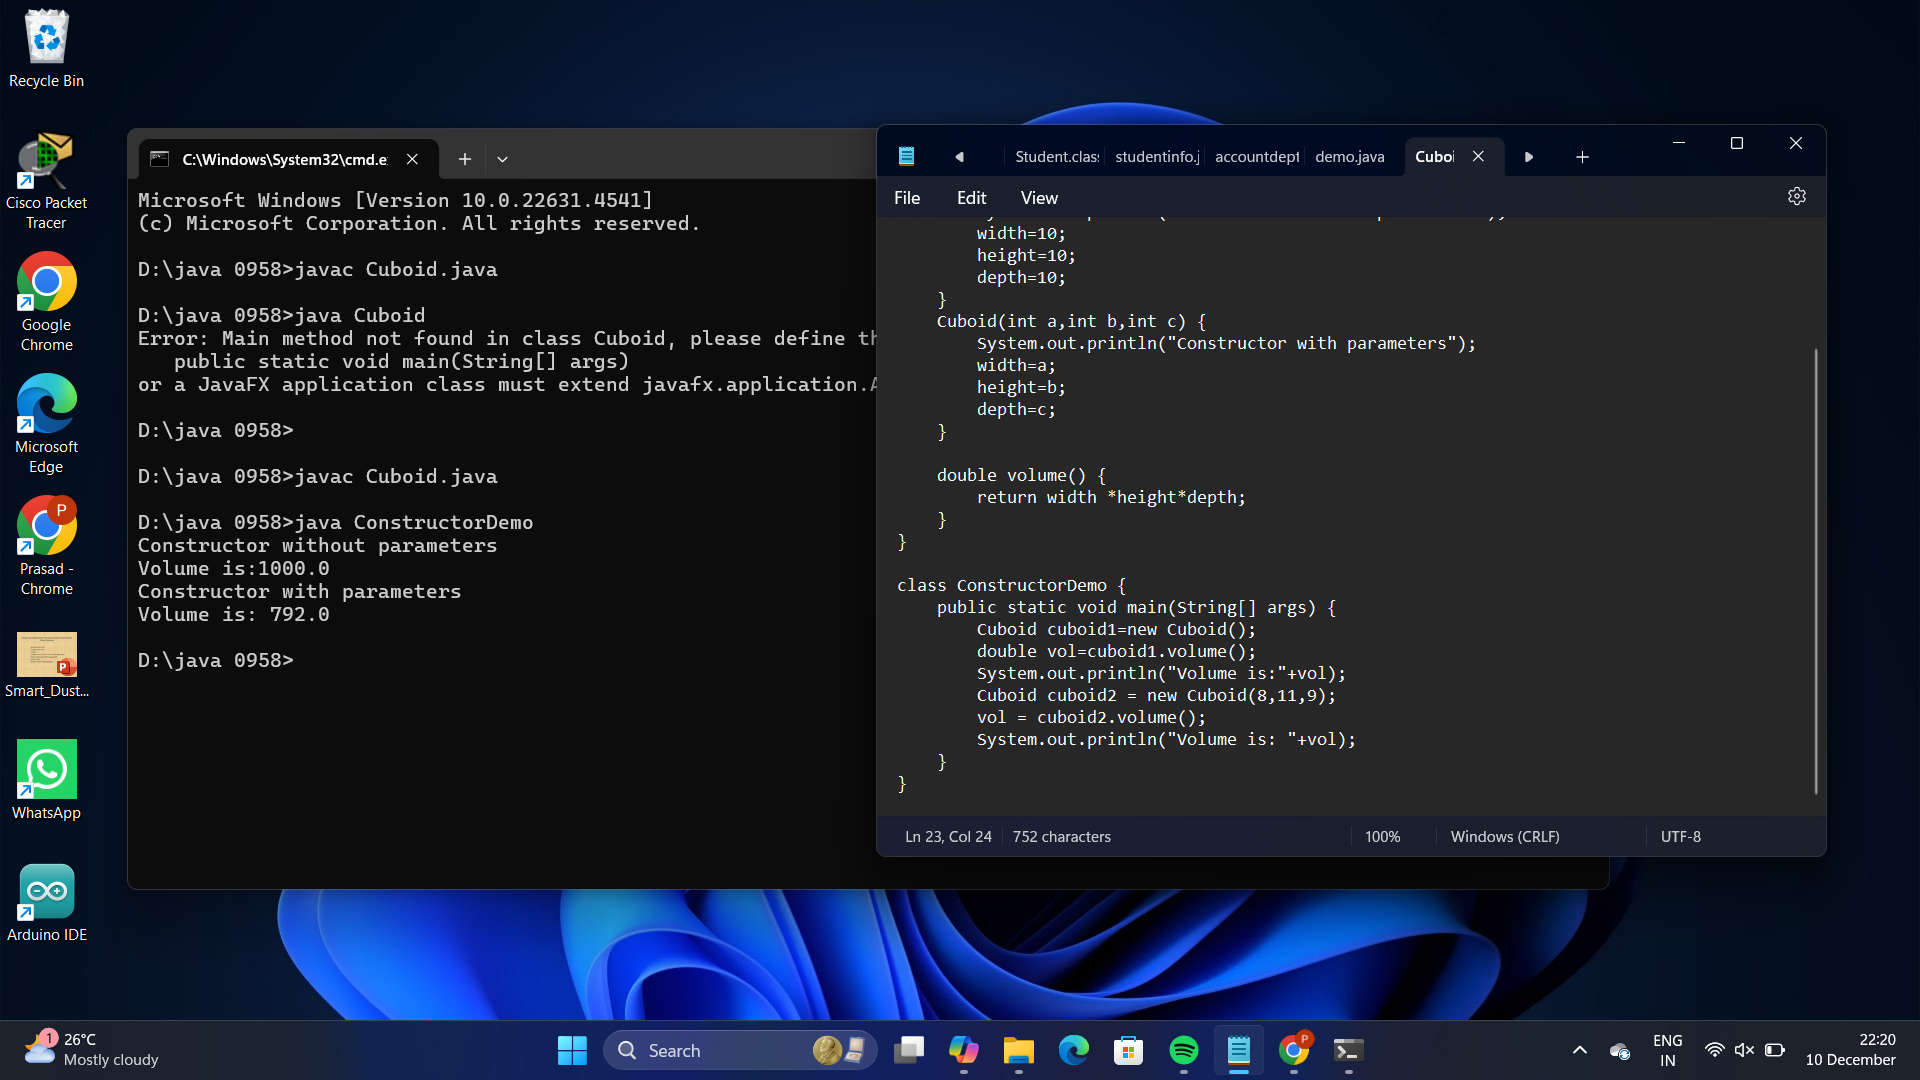 Recycle Bin
Cisco Packet
Tracer
Google
Chrome
Microsoft
Edge
P
Prasad -
Chrome
P
Smart_Dust...
WhatsApp
Arduino IDE
C:\Windows\System32\cmd.e
Microsoft Windows [Version 10.0.22631.4541]
(c) Microsoft Corporation. All rights reserved.
D:\java 0958>javac Cuboid.java
D:\java 0958>java Cuboid
Error: Main method not found in class Cuboid, please define th
public static void main(String[] args)
or a JavaFX application class must extend javafx.application.A
D:\java 0958>
D:\java 0958>javac Cuboid.java
D:\java 0958>java ConstructorDemo
Constructor without parameters
Volume is:1000.0
Constructor with parameters
Volume is: 792.0
D:\java 0958>
Student.clas studentinfo.j accountdept demo.java Cuboi
File Edit View
width=10;
height=10;
depth=10;
}
Cuboid(int a,int b,int c) {
System.out.println("Constructor with parameters");
width=a;
height=b;
depth=c;
}
double volume() {
return width *height*depth;
}
}
class ConstructorDemo {
public static void main(String[] args) {
Cuboid cuboid1=new Cuboid();
double vol=cuboid1.volume();
System.out.println("Volume is:"+vol);
Cuboid cuboid2 = new Cuboid(8,11,9);
vol = cuboid2.volume();
System.out.println("Volume is: "+vol);
}
}
Ln 23, Col 24 752 characters 100% Windows (CRLF) UTF-8
1
26°C
Mostly cloudy
Search
P
ENG
IN
22:20
10 December